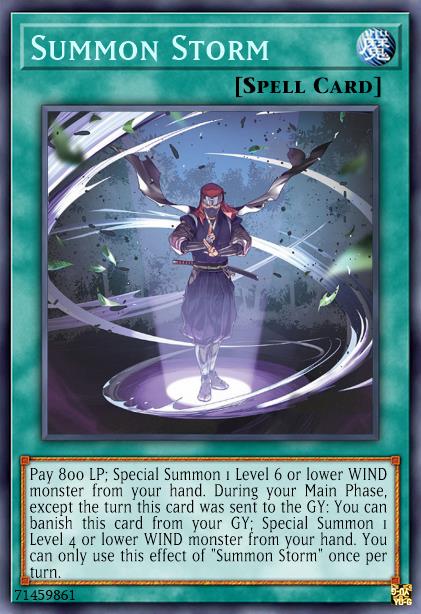 Summon Storm
魔
[Spell Card]
Pay 800 LP; Special Summon 1 Level 6 or lower WIND
monster from your hand. During your Main Phase,
except the turn this card was sent to the GY: You can
banish this card from your GY; Special Summon 1
Level 4 or lower WIND monster from your hand. You
can only use this effect of "Summon Storm" once per
turn.
71459861